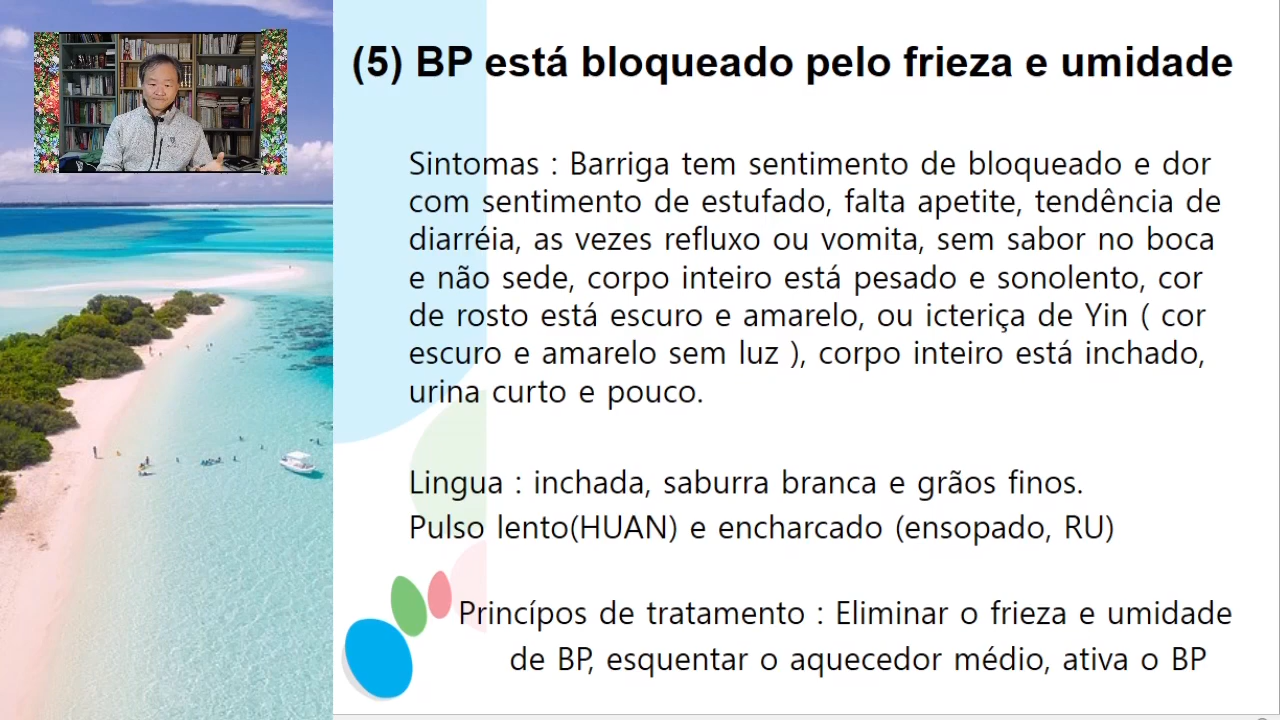 (5) BP está bloqueado pelo frieza e umidade
Sintomas : Barriga tem sentimento de bloqueado e dor
com sentimento de estufado, falta apetite, tendência de
diarréia, as vezes refluxo ou vomita, sem sabor no boca
e não sede, corpo inteiro está pesado e sonolento, cor
de rosto está escuro e amarelo, ou icteriça de Yin ( cor
escuro e amarelo sem luz ), corpo inteiro está inchado,
urina curto e pouco.
Lingua : inchada, saburra branca e grãos finos.
Pulso lento(HUAN) e encharcado (ensopado, RU)
Princípos de tratamento : Eliminar o frieza e umidade
de BP, esquentar o aquecedor médio, ativa o BP